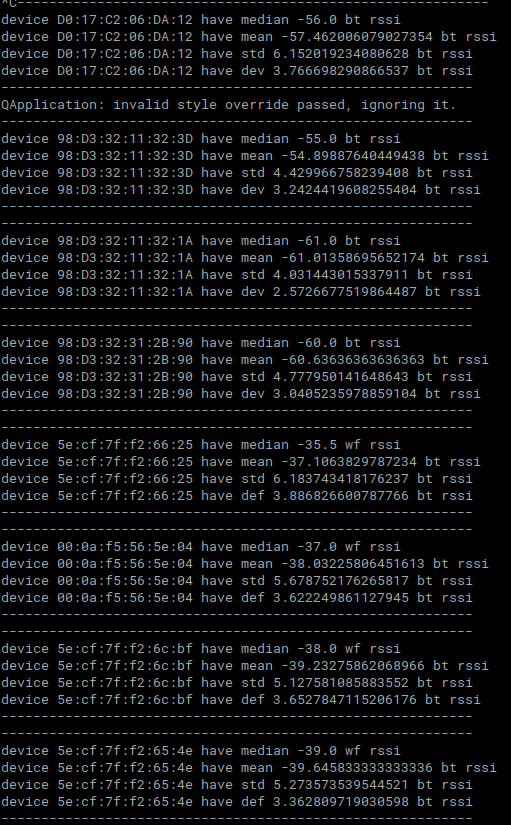 ^C-----------------------------------------------------------
device D0:17:C2:06:DA:12 have median -56.0 bt rssi
device D0:17:C2:06:DA:12 have mean -57.462006079027354 bt rssi
device D0:17:C2:06:DA:12 have std 6.152019234080628 bt rssi
device D0:17:C2:06:DA:12 have dev 3.766698290866537 bt rssi
-----------------------------------------------------------
QApplication: invalid style override passed, ignoring it.
-----------------------------------------------------------
device 98:D3:32:11:32:3D have median -55.0 bt rssi
device 98:D3:32:11:32:3D have mean -54.89887640449438 bt rssi
device 98:D3:32:11:32:3D have std 4.429966758239408 bt rssi
device 98:D3:32:11:32:3D have dev 3.2424419608255404 bt rssi
-----------------------------------------------------------
-----------------------------------------------------------
device 98:D3:32:11:32:1A have median -61.0 bt rssi
device 98:D3:32:11:32:1A have mean -61.01358695652174 bt rssi
device 98:D3:32:11:32:1A have std 4.031443015337911 bt rssi
device 98:D3:32:11:32:1A have dev 2.5726677519864487 bt rssi
-----------------------------------------------------------
-----------------------------------------------------------
device 98:D3:32:31:2B:90 have median -60.0 bt rssi
device 98:D3:32:31:2B:90 have mean -60.63636363636363 bt rssi
device 98:D3:32:31:2B:90 have std 4.777950141648643 bt rssi
device 98:D3:32:31:2B:90 have dev 3.0405235978859104 bt rssi
-----------------------------------------------------------
-----------------------------------------------------------
device 5e:cf:7f:f2:66:25 have median -35.5 wf rssi
device 5e:cf:7f:f2:66:25 have mean -37.1063829787234 bt rssi
device 5e:cf:7f:f2:66:25 have std 6.183743418176237 bt rssi
device 5e:cf:7f:f2:66:25 have def 3.886826600787766 bt rssi
-----------------------------------------------------------
-----------------------------------------------------------
device 00:0a:f5:56:5e:04 have median -37.0 wf rssi
device 00:0a:f5:56:5e:04 have mean -38.03225806451613 bt rssi
device 00:0a:f5:56:5e:04 have std 5.678752176265817 bt rssi
device 00:0a:f5:56:5e:04 have def 3.622249861127945 bt rssi
-----------------------------------------------------------
-----------------------------------------------------------
device 5e:cf:7f:f2:6c:bf have median -38.0 wf rssi
device 5e:cf:7f:f2:6c:bf have mean -39.23275862068966 bt rssi
device 5e:cf:7f:f2:6c:bf have std 5.127581085883552 bt rssi
device 5e:cf:7f:f2:6c:bf have def 3.6527847115206176 bt rssi
-----------------------------------------------------------
-----------------------------------------------------------
device 5e:cf:7f:f2:65:4e have median -39.0 wf rssi
device 5e:cf:7f:f2:65:4e have mean -39.645833333333336 bt rssi
device 5e:cf:7f:f2:65:4e have std 5.273573539544521 bt rssi
device 5e:cf:7f:f2:65:4e have def 3.362809719030598 bt rssi
-----------------------------------------------------------